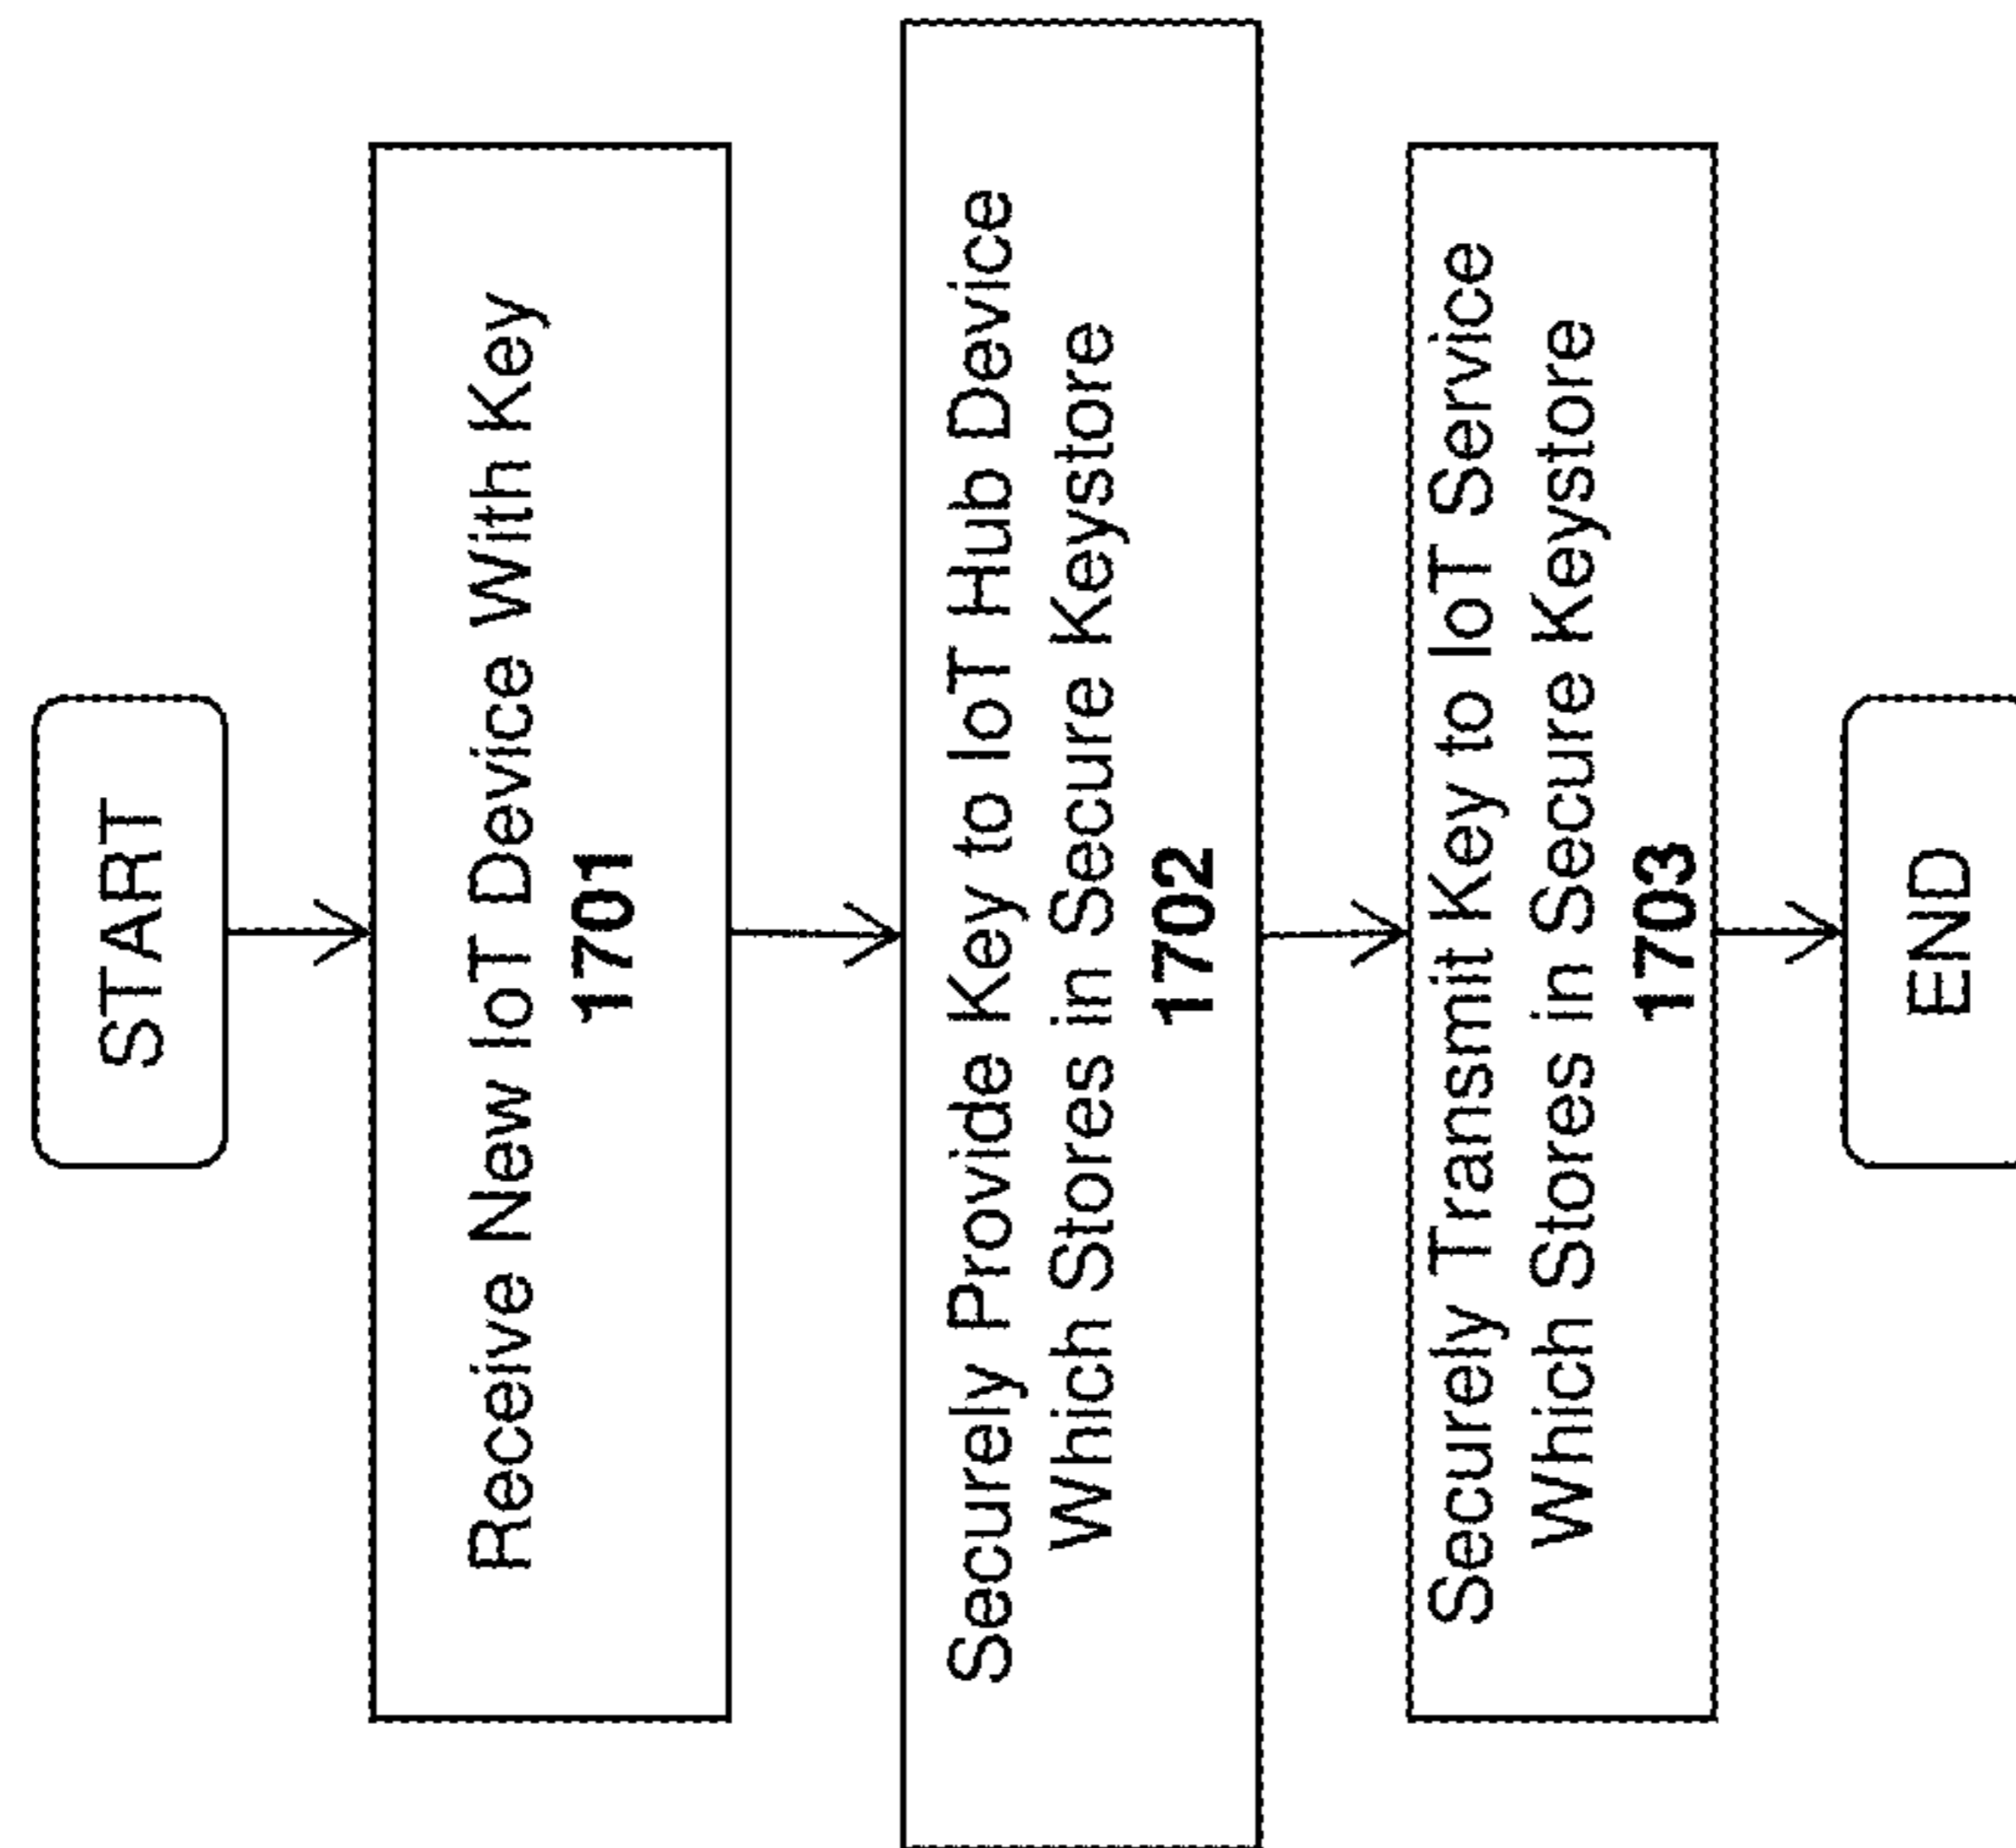 START
Receive New IoT Device With Key
1701
Securely Provide Key to IoT Hub Device
Which Stores in Secure Keystore
1702
Securely Transmit Key to IoT Service
Which Stores in Secure Keystore
1703
END